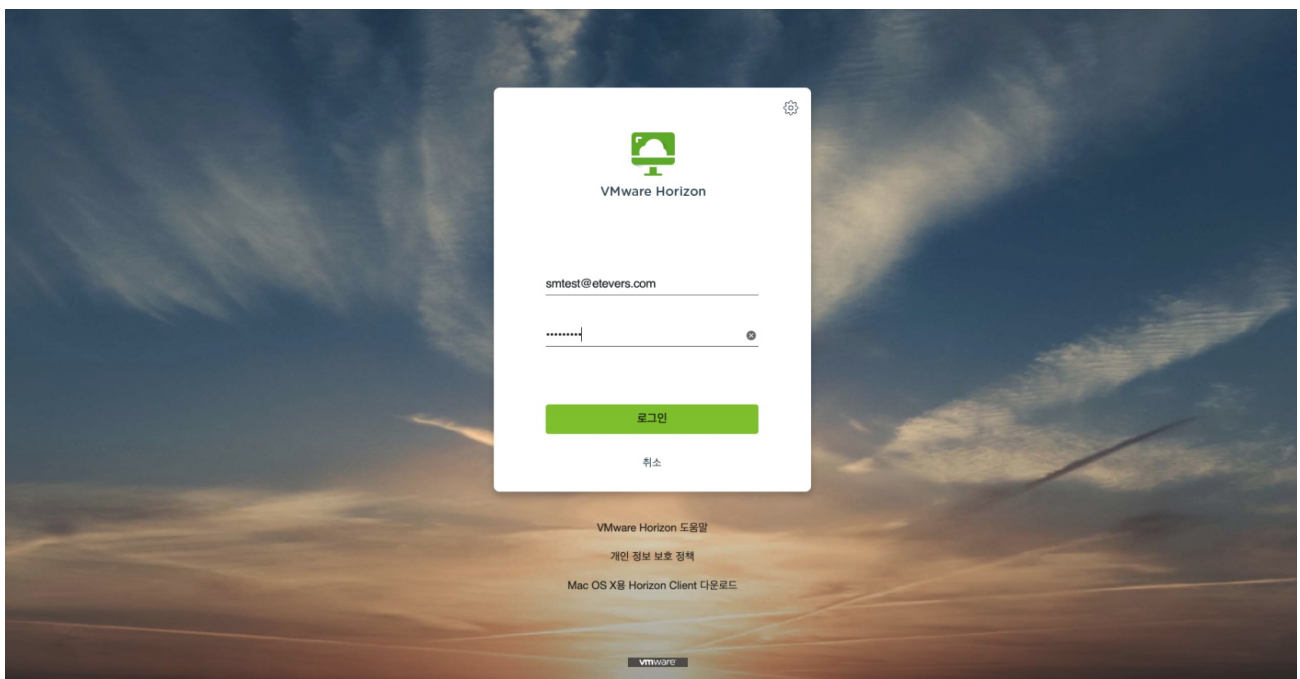 VMware Horizon
smtest@etevers.com
•••••••••
로그인
취소
VMware Horizon 도움말
개인 정보 보호 정책
Mac OS X용 Horizon Client 다운로드
vmware